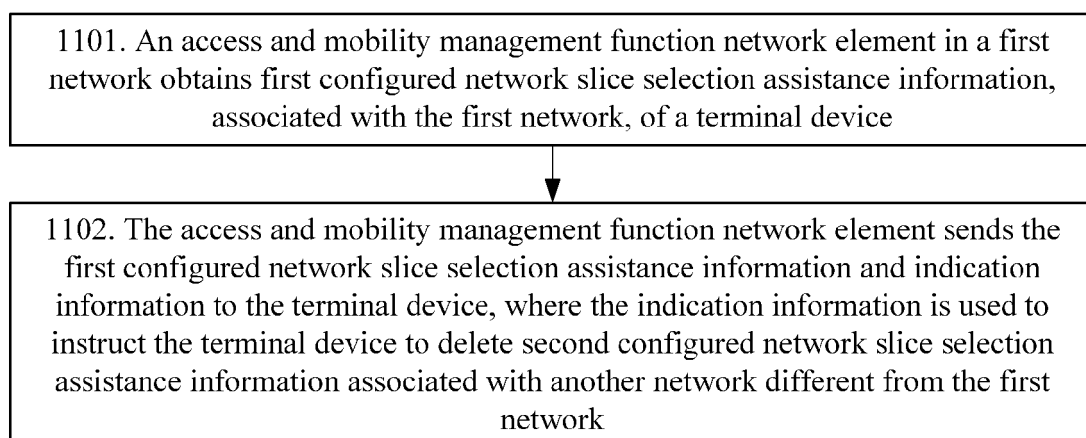 1101. An access and mobility management function network element in a first
network obtains first configured network slice selection assistance information,
associated with the first network, of a terminal device
1102. The access and mobility management function network element sends the
first configured network slice selection assistance information and indication
information to the terminal device, where the indication information is used to
instruct the terminal device to delete second configured network slice selection
assistance information associated with another network different from the first
network